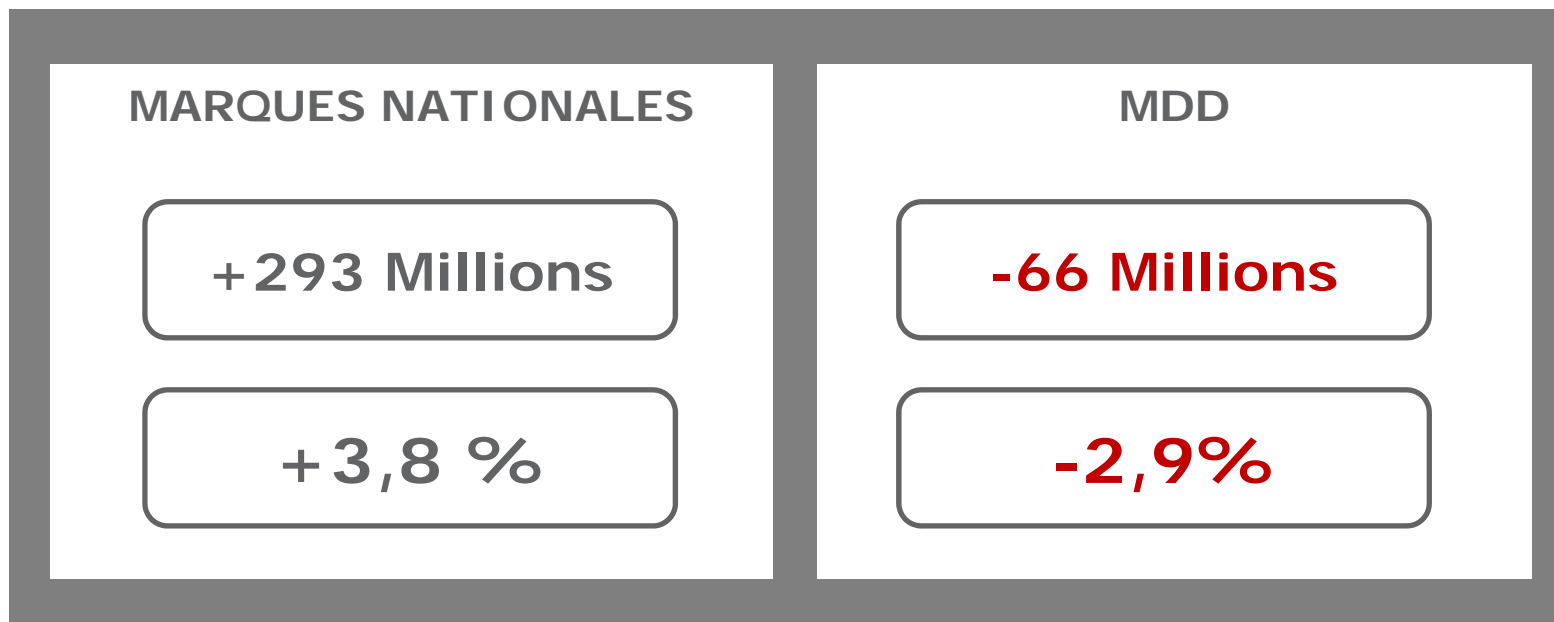 MARQUES NATIONALES
+293 Millions
+3,8 %
MDD
-66 Millions
-2,9%